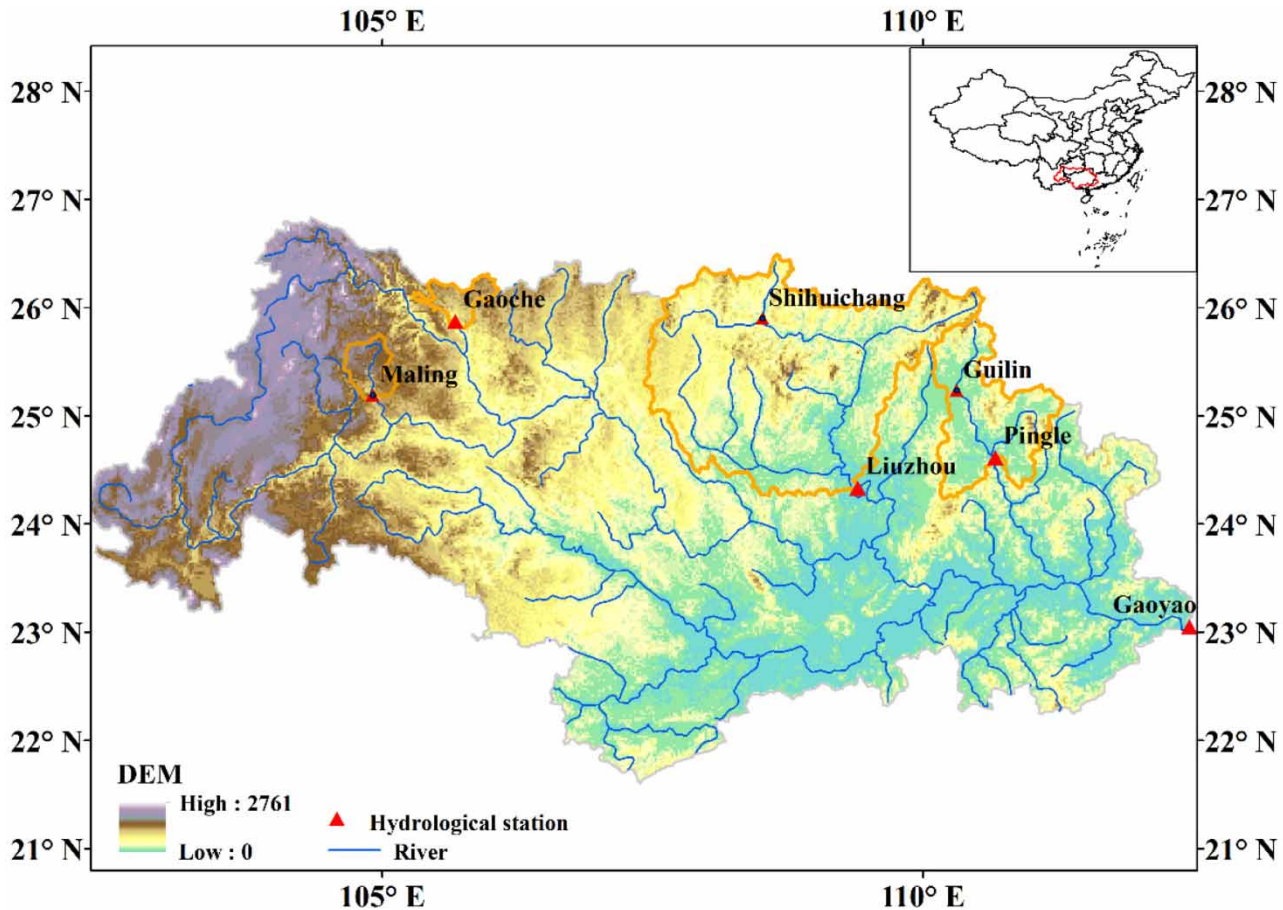 105° E 110° E
28° N 28° N
27° N 27° N
26° N 26° N
Gaoche Shihuichang
Maling Guilin
25° N 25° N
Pingle
Liuzhou
24° N 24° N
Gaoyao
23° N 23° N
22° N 22° N
DEM
High : 2761
Hydrological station
Low : 0 River
21° N 21° N
105° E 110° E